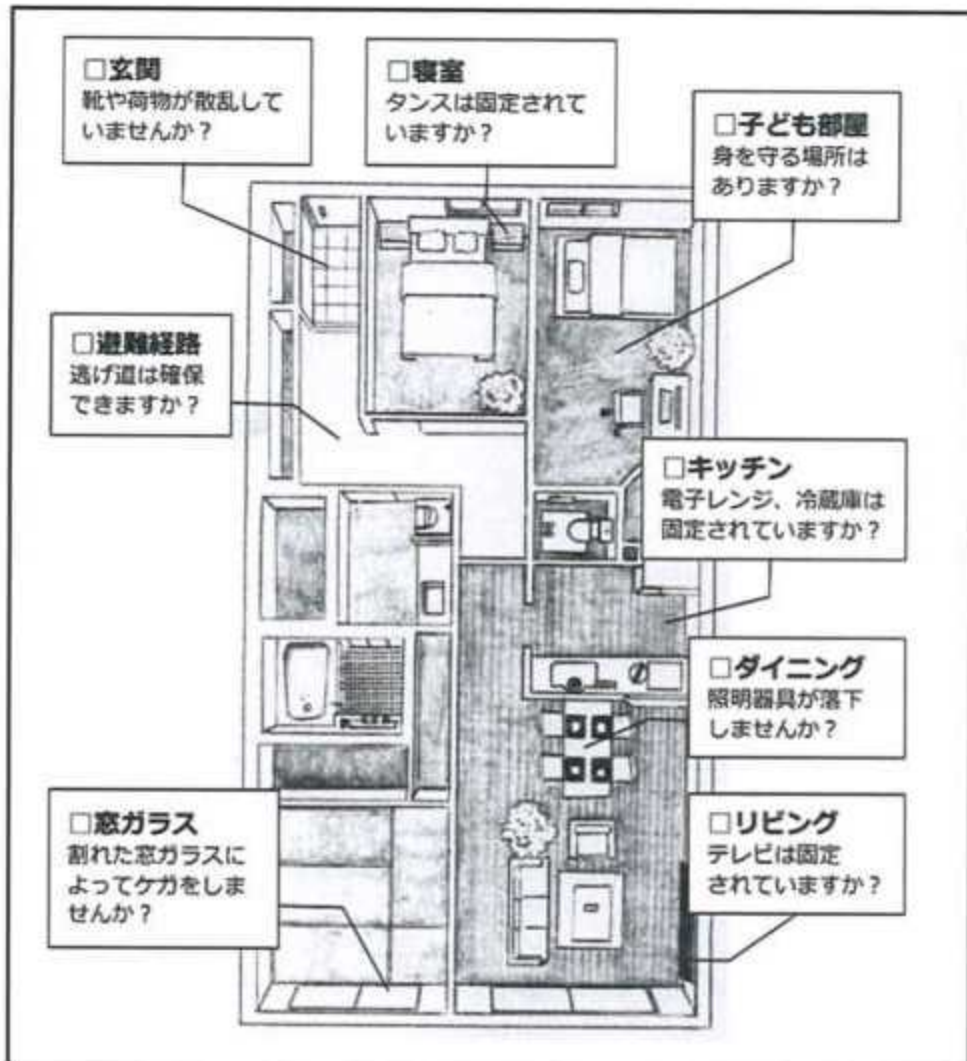 □玄関
靴や荷物が散乱して
いませんか？
□寝室
タンスは固定されて
いますか？
□子ども部屋
身を守る場所は
ありますか？
□避難経路
逃げ道は確保
できますか？
□キッチン
電子レンジ、冷蔵庫は
固定されていますか？
□ダイニング
照明器具が落下
しませんか？
□窓ガラス
割れた窓ガラスに
よってケガをしま
せんか？
□リビング
テレビは固定
されていますか？